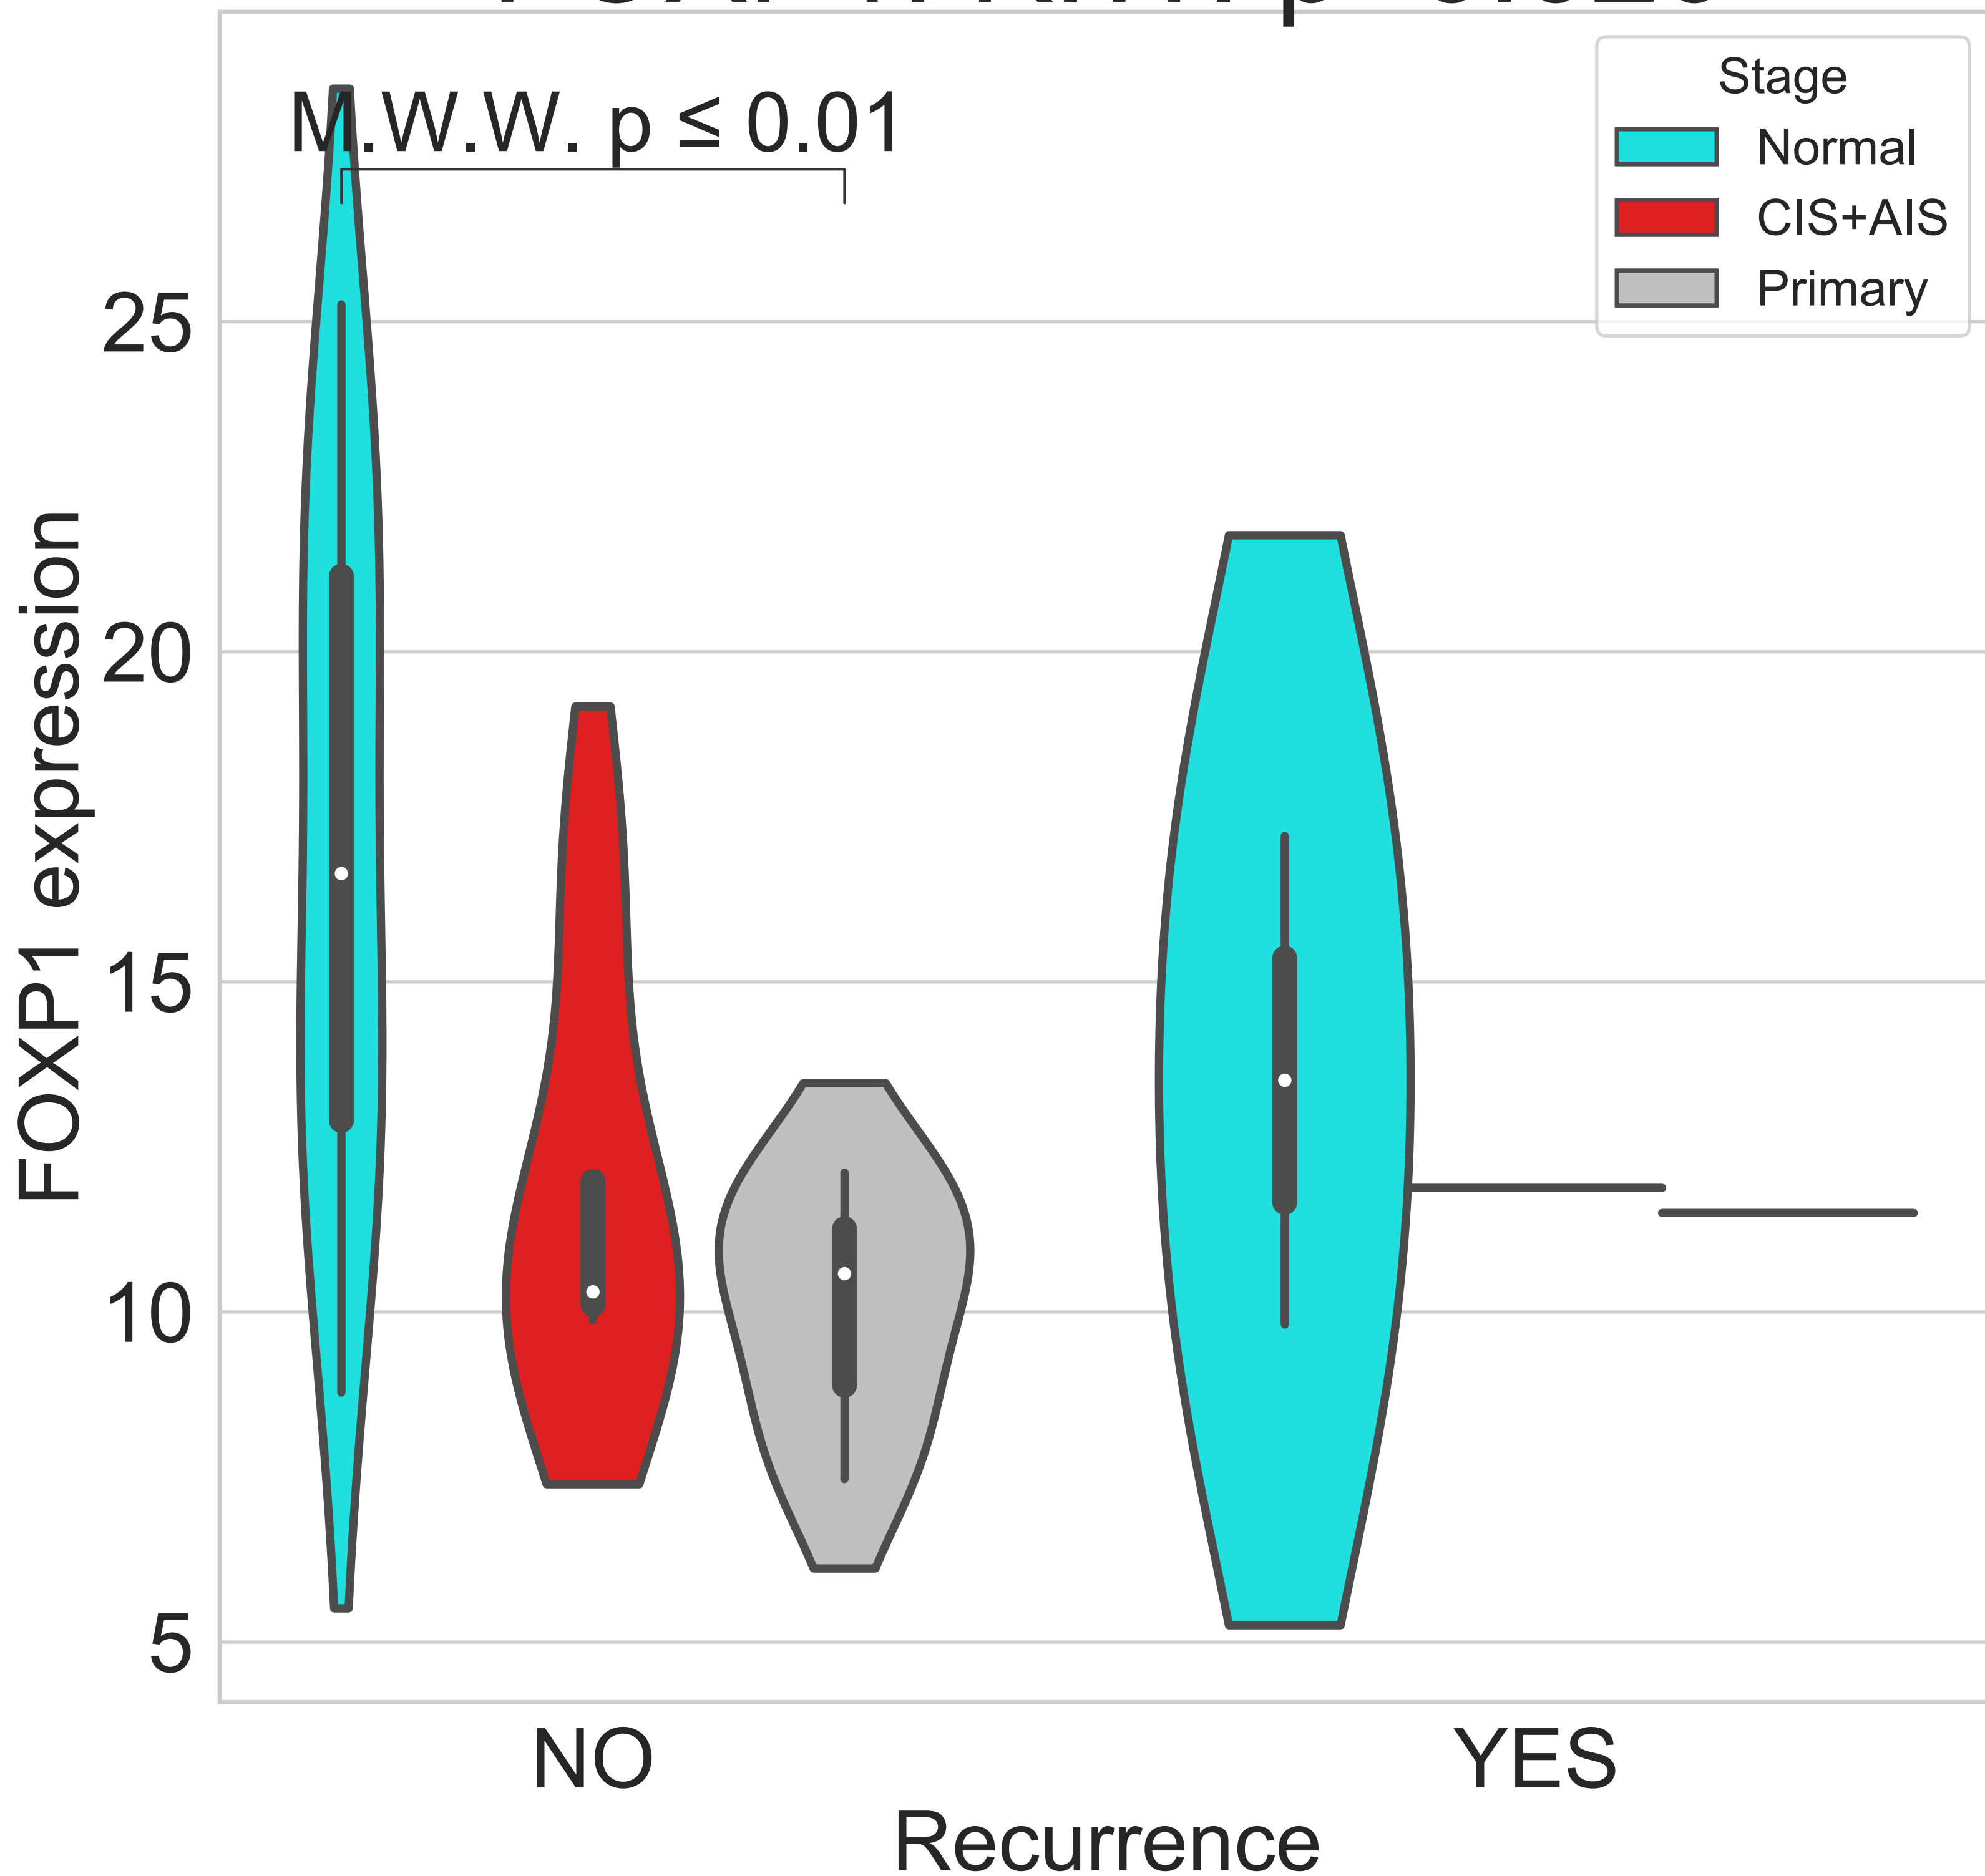 M.W.W. p ≤ 0.01
Stage
Normal
CIS+AIS
Primary
25
20
15
10
5
FOXP1 expression
NO
YES
Recurrence